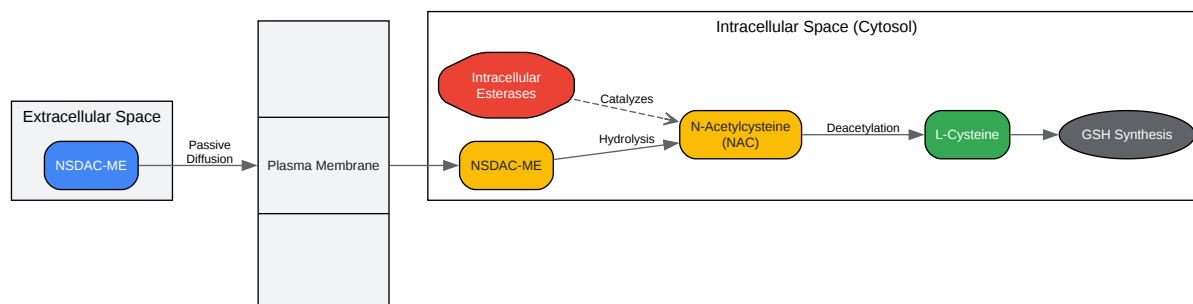 Intracellular Space (Cytosol)
Extracellular Space
NSDAC-ME
Passive
Diffusion
Plasma Membrane
Intracellular
Esterases
Catalyzes
NSDAC-ME
Hydrolysis
N-Acetylcysteine
(NAC)
Deacetylation
L-Cysteine
GSH Synthesis